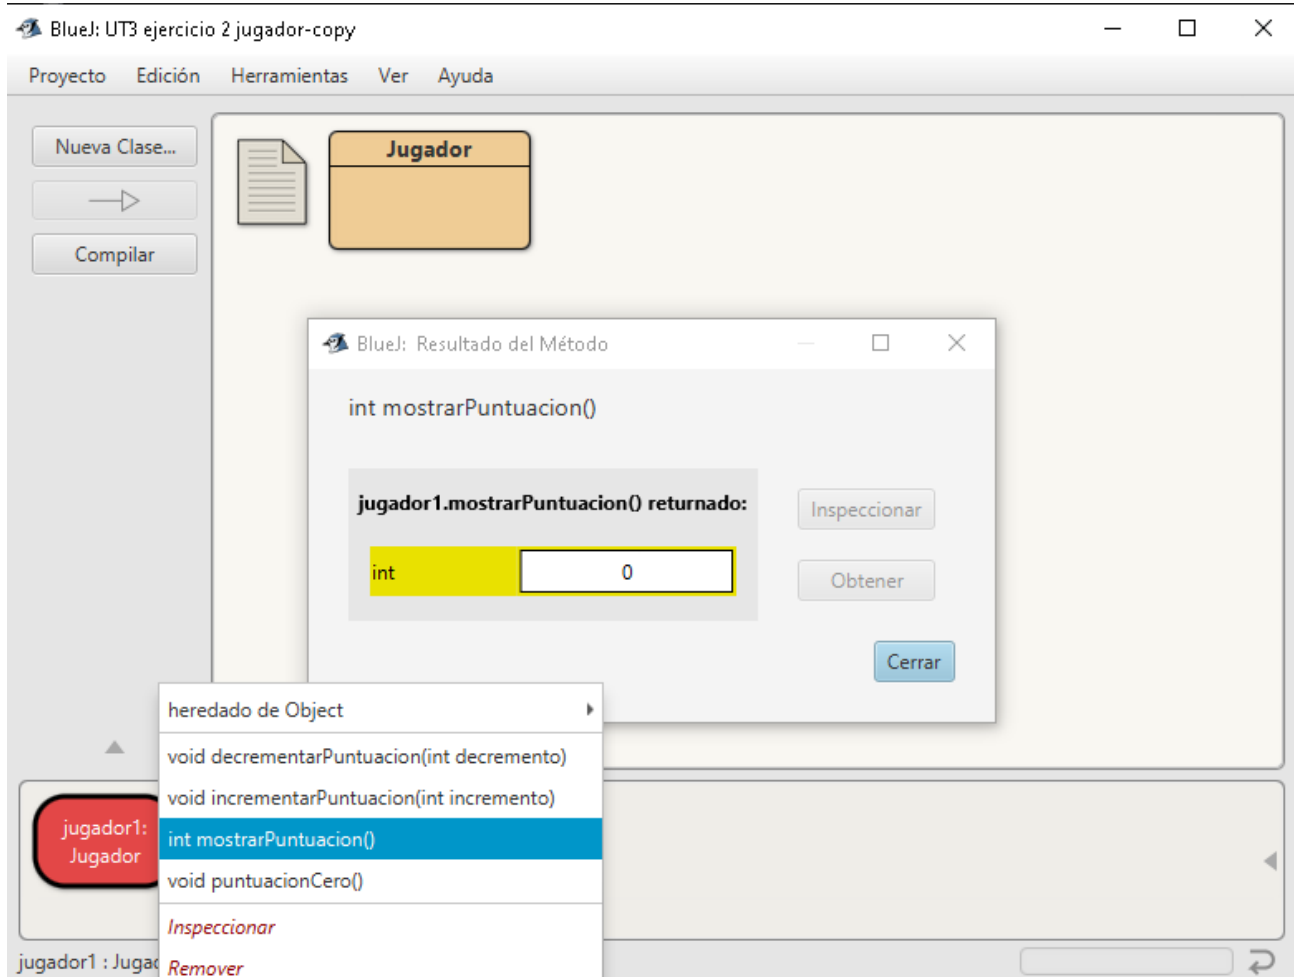 BlueJ: UT3 ejercicio 2 jugador-copy
Proyecto Edición Herramientas Ver Ayuda
Nueva Clase...
Jugador
Compilar
BlueJ: Resultado del Método
int mostrarPuntuacion()
jugador1.mostrarPuntuacion() returnado:
Inspeccionar
int 0
Obtener
Cerrar
heredado de Object
void decrementarPuntuacion(int decremento)
void incrementarPuntuacion(int incremento)
int mostrarPuntuacion()
void puntuacionCero()
Inspeccionar
Remover
jugador1:
Jugador
jugador1 : Jugad